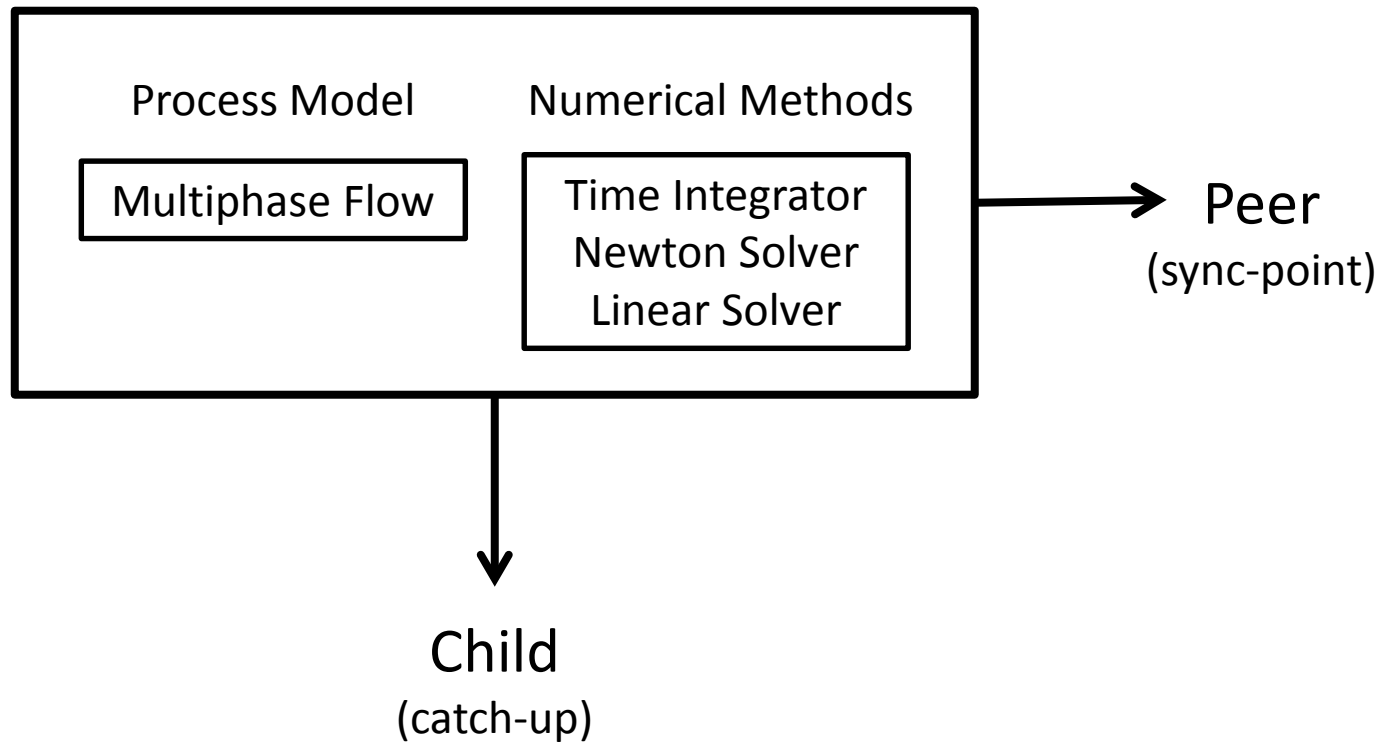 Process Model
Numerical Methods
Multiphase Flow
Time Integrator
Newton Solver
Linear Solver
Peer
(sync-point)
Child
(catch-up)